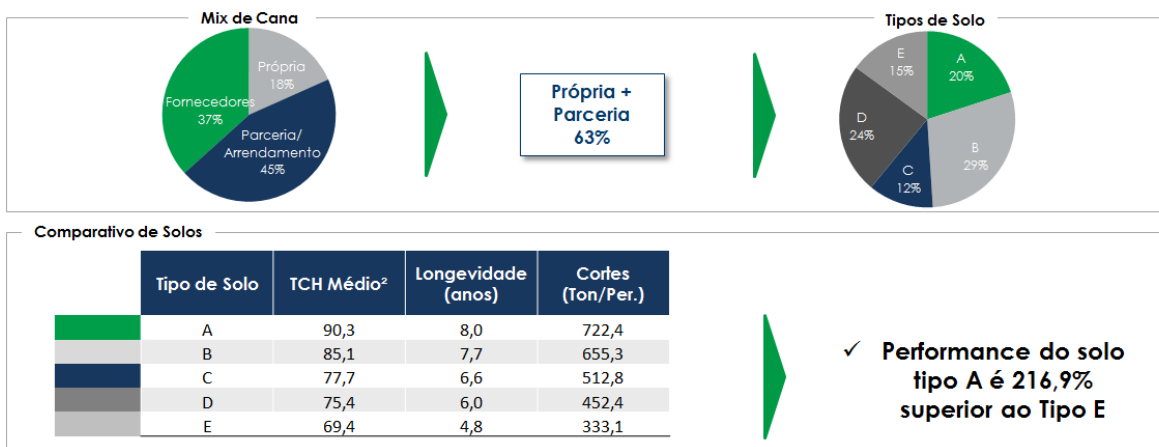 Mix de Cana
Própria
18%
Fornecedores
37%
Parceria/
Arrendamento
45%
Própria +
Parceria
63%
Tipos de Solo
E
15%
A
20%
D
24%
B
29%
C
12%
Comparativo de Solos
Tipo de Solo TCH Médio² Longevidade (anos) Cortes (Ton/Per.)
A 90,3 8,0 722,4
B 85,1 7,7 655,3
C 77,7 6,6 512,8
D 75,4 6,0 452,4
E 69,4 4,8 333,1
✓ Performance do solo
tipo A é 216,9%
superior ao Tipo E